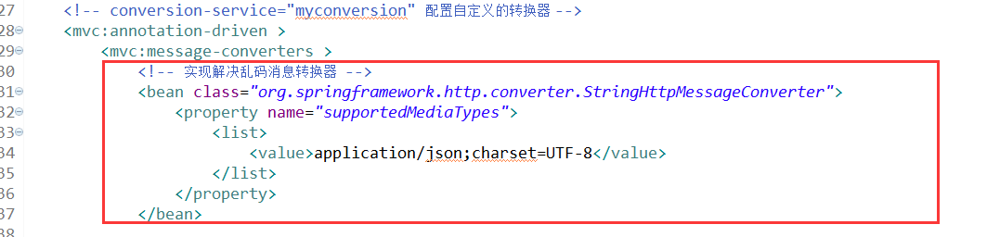 27 <!-- conversion-service="myconversion" 配置自定义的转换器 -->
28 <mvc:annotation-driven >
29 <mvc:message-converters >
30 <!-- 实现解决乱码消息转换器 -->
31 <bean class="org.springframework.http.converter.StringHttpMessageConverter">
32 <property name="supportedMediaTypes">
33 <list>
34 <value>application/json;charset=UTF-8</value>
35 </list>
36 </property>
37 </bean>
38